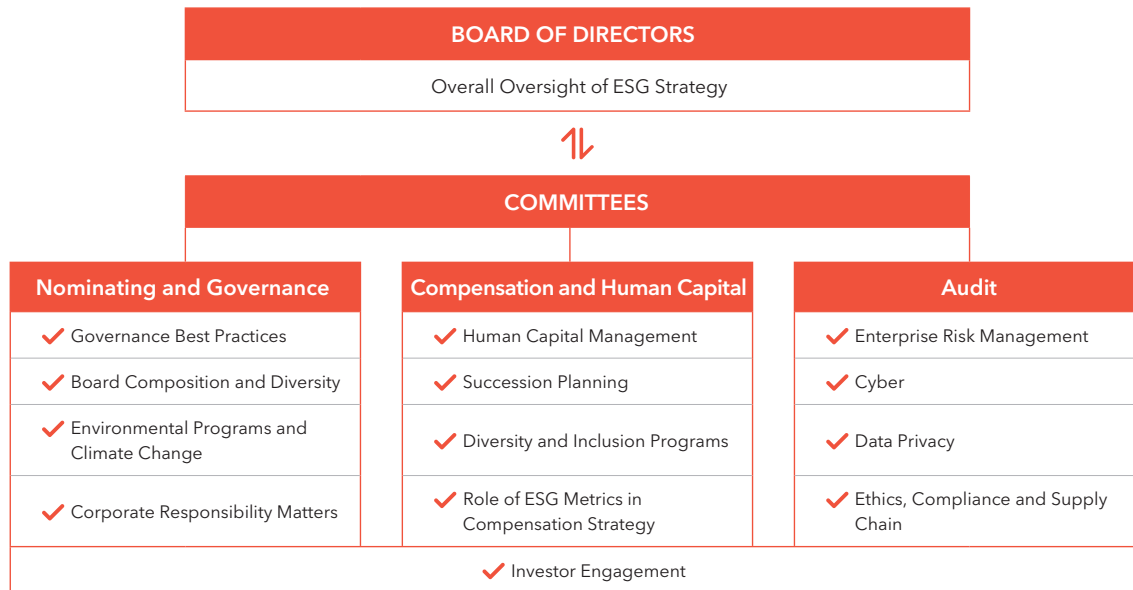 BOARD OF DIRECTORS
Overall Oversight of ESG Strategy
COMMITTEES
Nominating and Governance
Governance Best Practices
Board Composition and Diversity
Environmental Programs and
Climate Change
Corporate Responsibility Matters
Compensation and Human Capital
Human Capital Management
Succession Planning
Diversity and Inclusion Programs
Role of ESG Metrics in
Compensation Strategy
Audit
Enterprise Risk Management
Cyber
Data Privacy
Ethics, Compliance and Supply
Chain
Investor Engagement